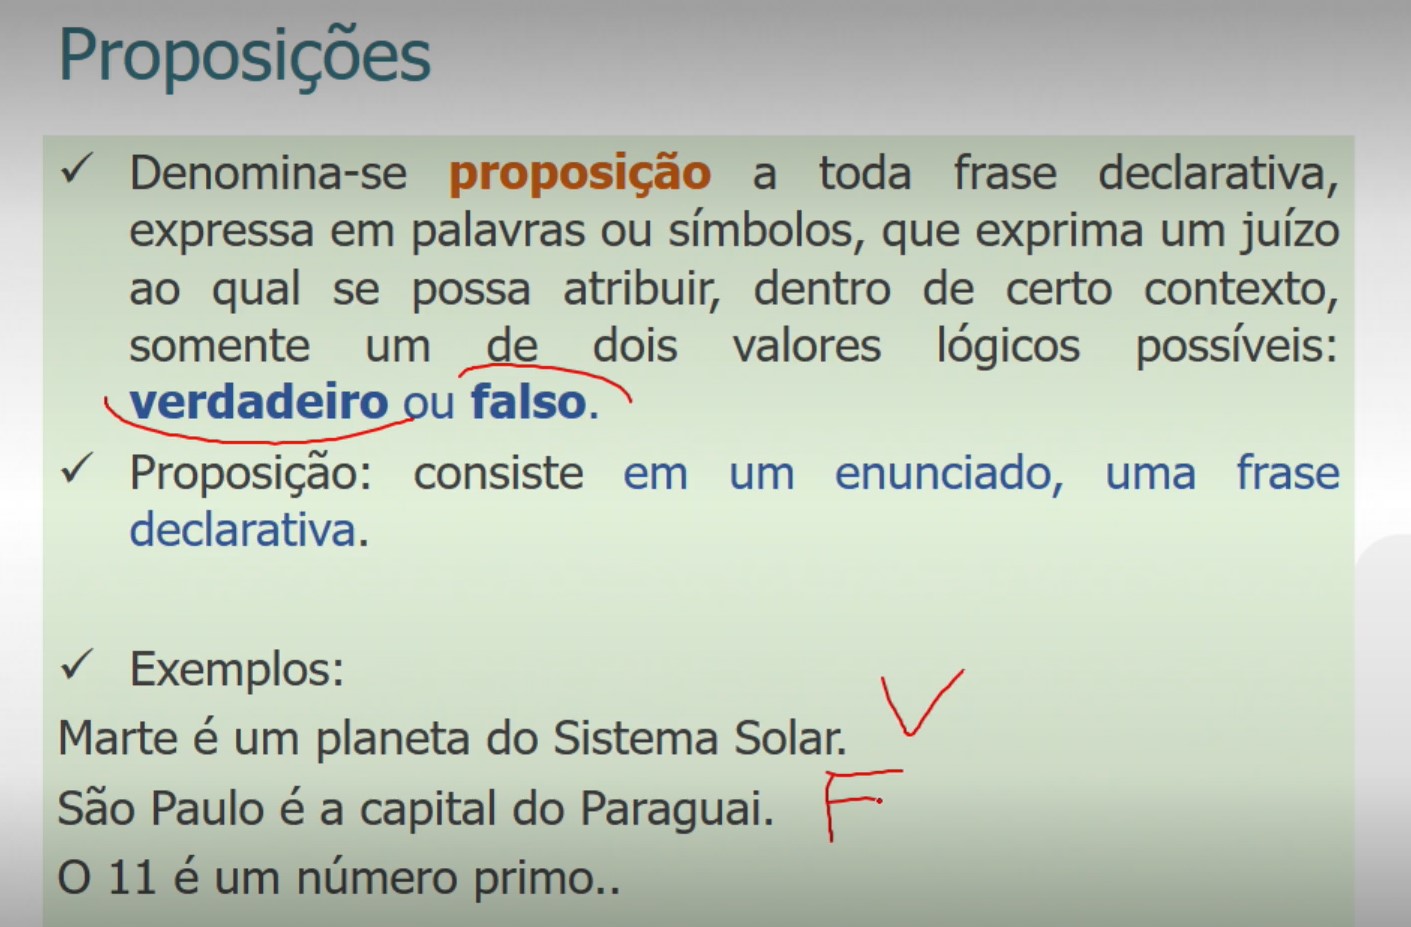 Proposições
✓ Denomina-se proposição a toda frase declarativa,
expressa em palavras ou símbolos, que exprima um juízo
ao qual se possa atribuir, dentro de certo contexto,
somente um de dois valores lógicos possíveis:
verdadeiro ou falso.
✓ Proposição: consiste em um enunciado, uma frase
declarativa.
✓ Exemplos:
Marte é um planeta do Sistema Solar. V
São Paulo é a capital do Paraguai. F
O 11 é um número primo..